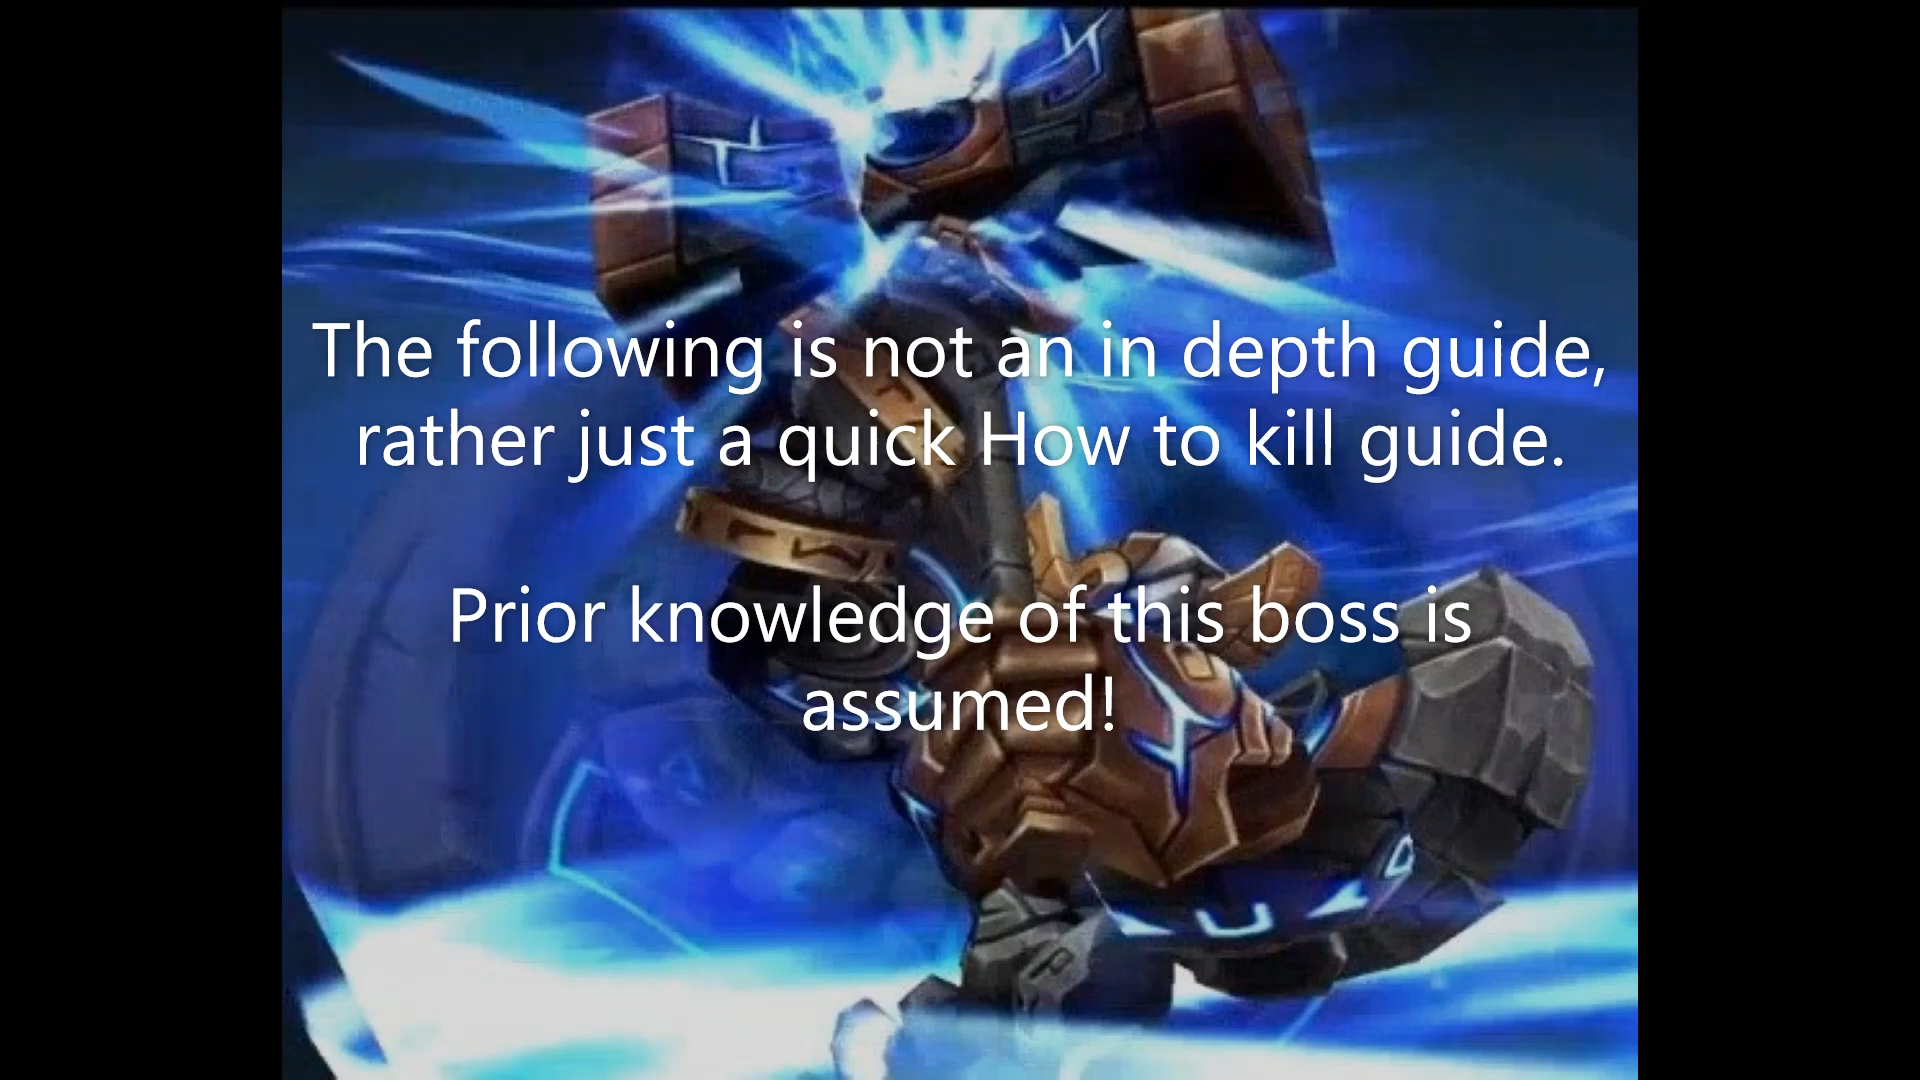 The following is not an in depth guide,
rather just a quick How to kill guide.
Prior knowledge of this boss is
assumed!